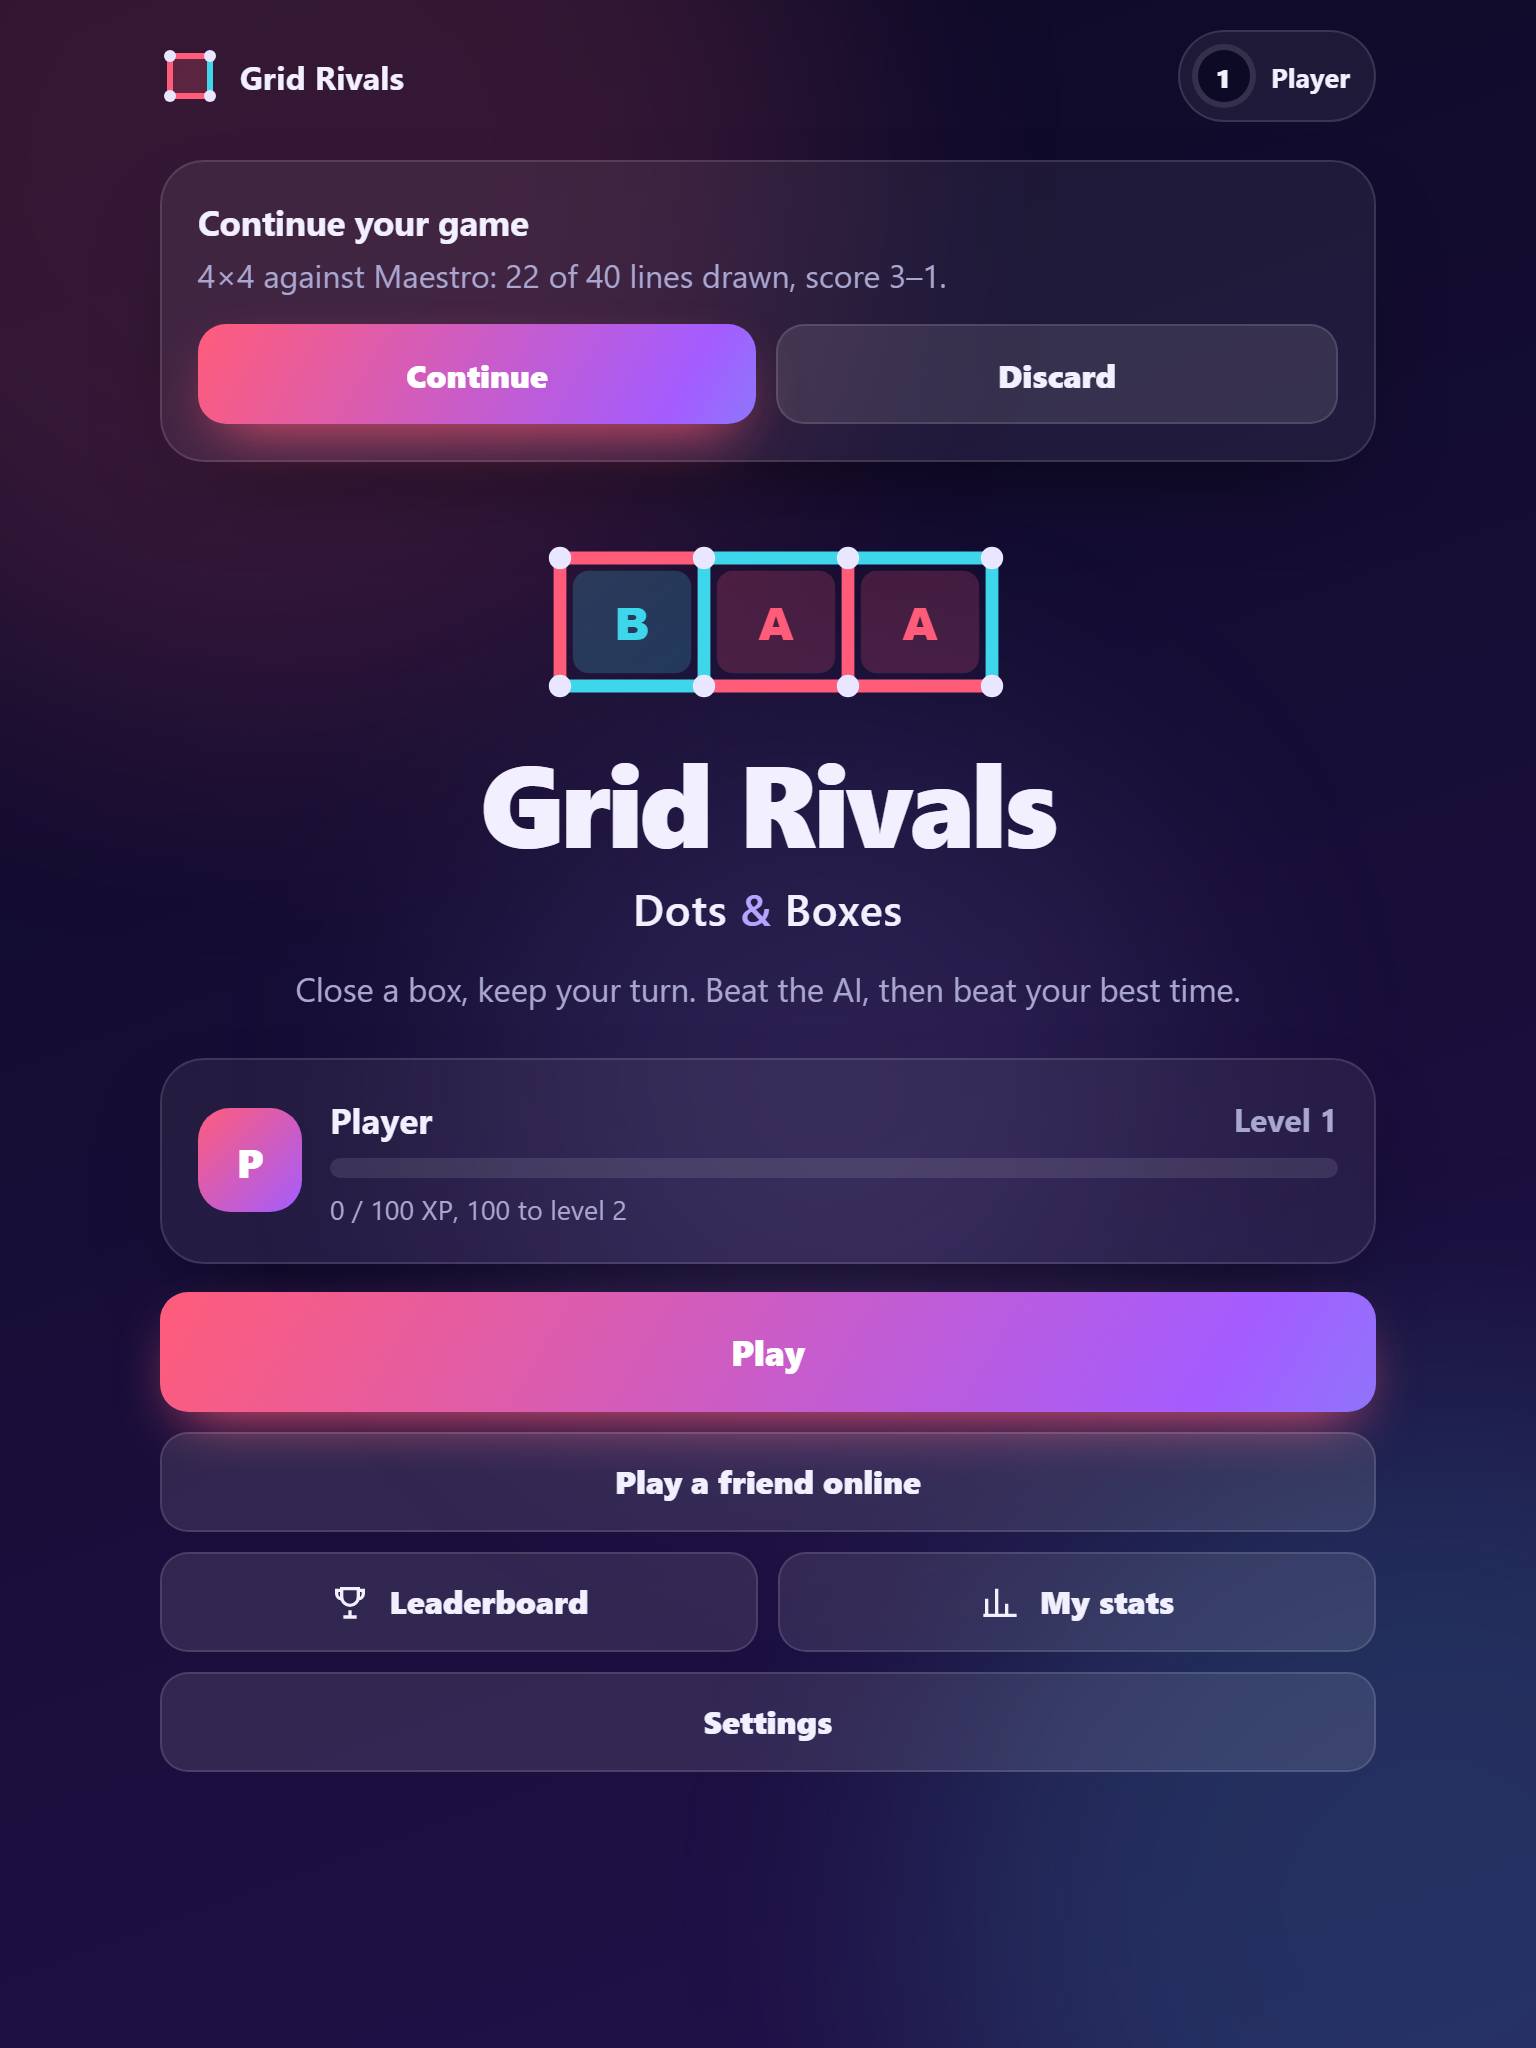 Grid Rivals
1 Player
Continue your game
4×4 against Maestro: 22 of 40 lines drawn, score 3–1.
Continue Discard
B A A
Grid Rivals
Dots & Boxes
Close a box, keep your turn. Beat the AI, then beat your best time.
P
Player Level 1
0 / 100 XP, 100 to level 2
Play
Play a friend online
Leaderboard My stats
Settings